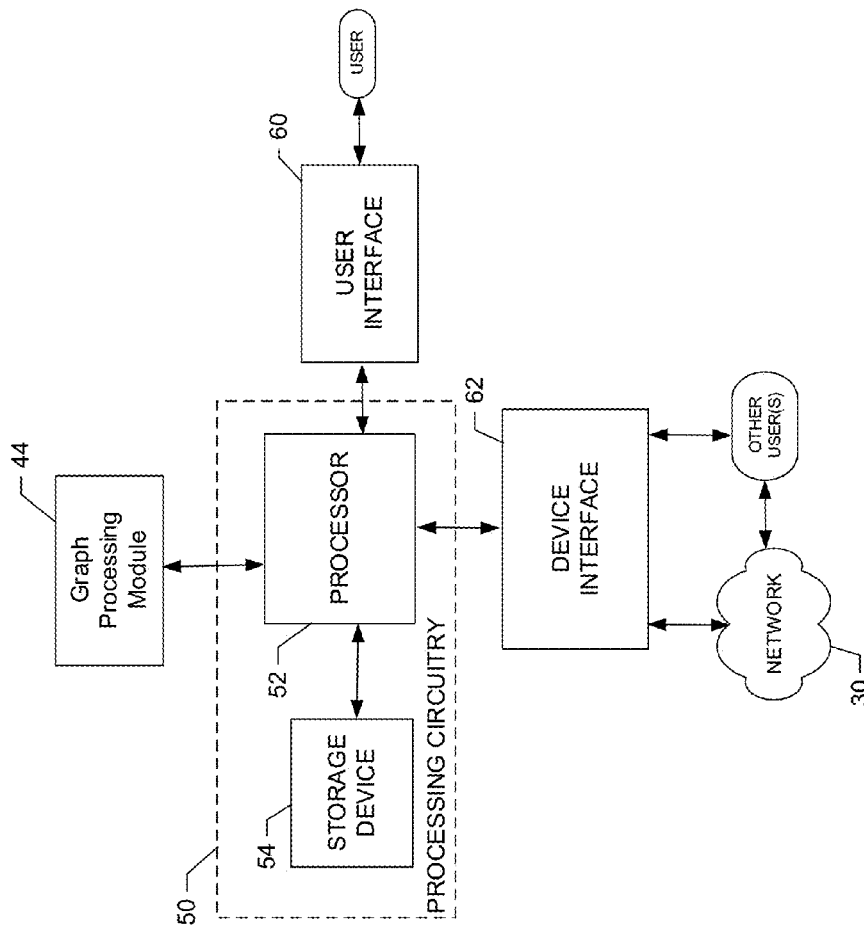 44
Graph
Processing
Module
50
52
PROCESSOR
54
STORAGE
DEVICE
PROCESSING CIRCUITRY
60
USER
INTERFACE
USER
62
DEVICE
INTERFACE
NETWORK
30
OTHER
USER(S)